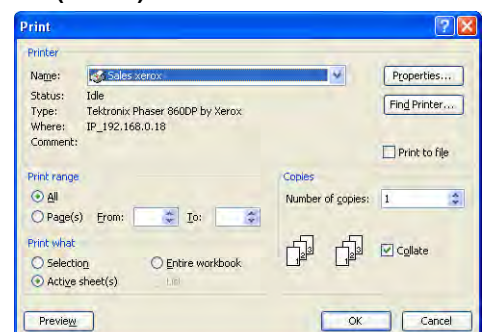 Print
Printer
Name: Sales xerox Properties...
Status: Idle Find Printer...
Type: Tektronix Phaser 860DP by Xerox
Where: IP_192.168.0.18
Comment: Print to file
Print range Copies
All Number of copies: 1
Page(s) From: To:
Print what
Selection Entire workbook Collate
Active sheet(s) List
Preview OK Cancel